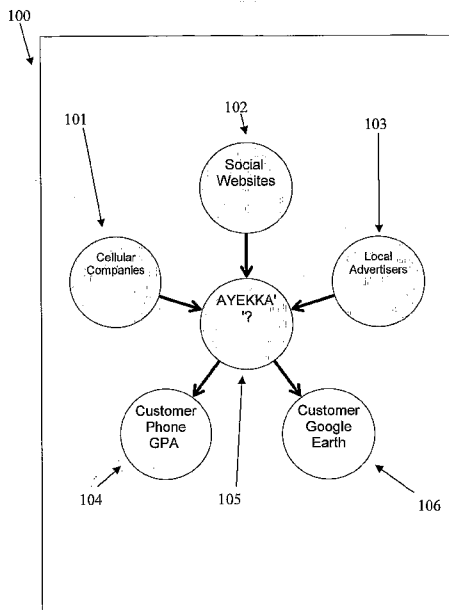 100
102
101
103
Social
Websites
Cellular
Companies
Local
Advertisers
AYEKKA'
'?
Customer
Phone
GPA
Customer
Google
Earth
104
105
106